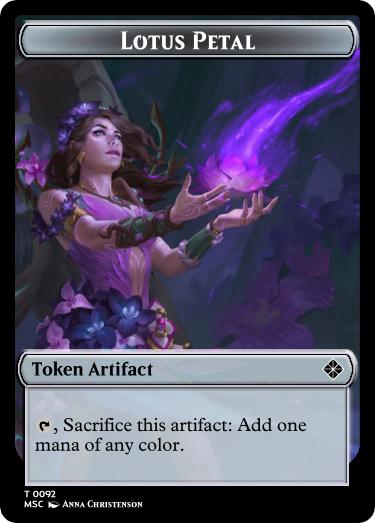 Lotus Petal
Token Artifact
, Sacrifice this artifact: Add one
mana of any color.
T 0092
MSC Anna Christenson